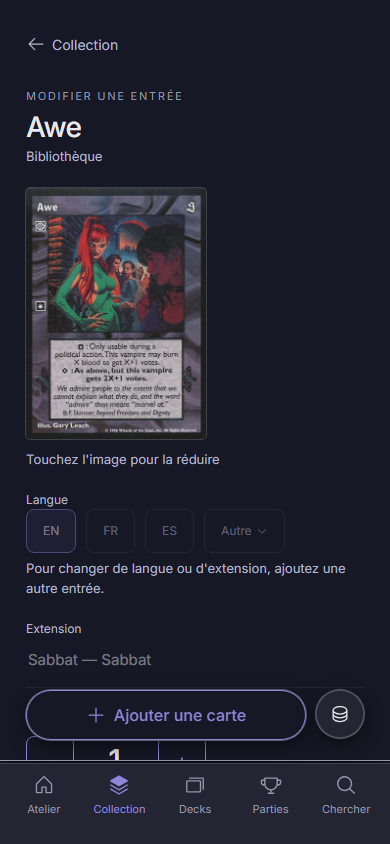 Collection
MODIFIER UNE ENTRÉE
Awe
Bibliothèque
Awe
: Only usable during a
political action. This vampire may burn
X blood to get X+1 votes.
: As above, but this vampire
gets 2X+1 votes.
We admire people to the extent that we
cannot explain what they do, and the word
"admire" then means "marvel at."
B.F. Skinner, Beyond Freedom and Dignity
Illus. Gary Leach
Touchez l'image pour la réduire
Langue
EN FR ES Autre
Pour changer de langue ou d'extension, ajoutez une
autre entrée.
Extension
Sabbat — Sabbat
Ajouter une carte
1
Atelier Collection Decks Parties Chercher